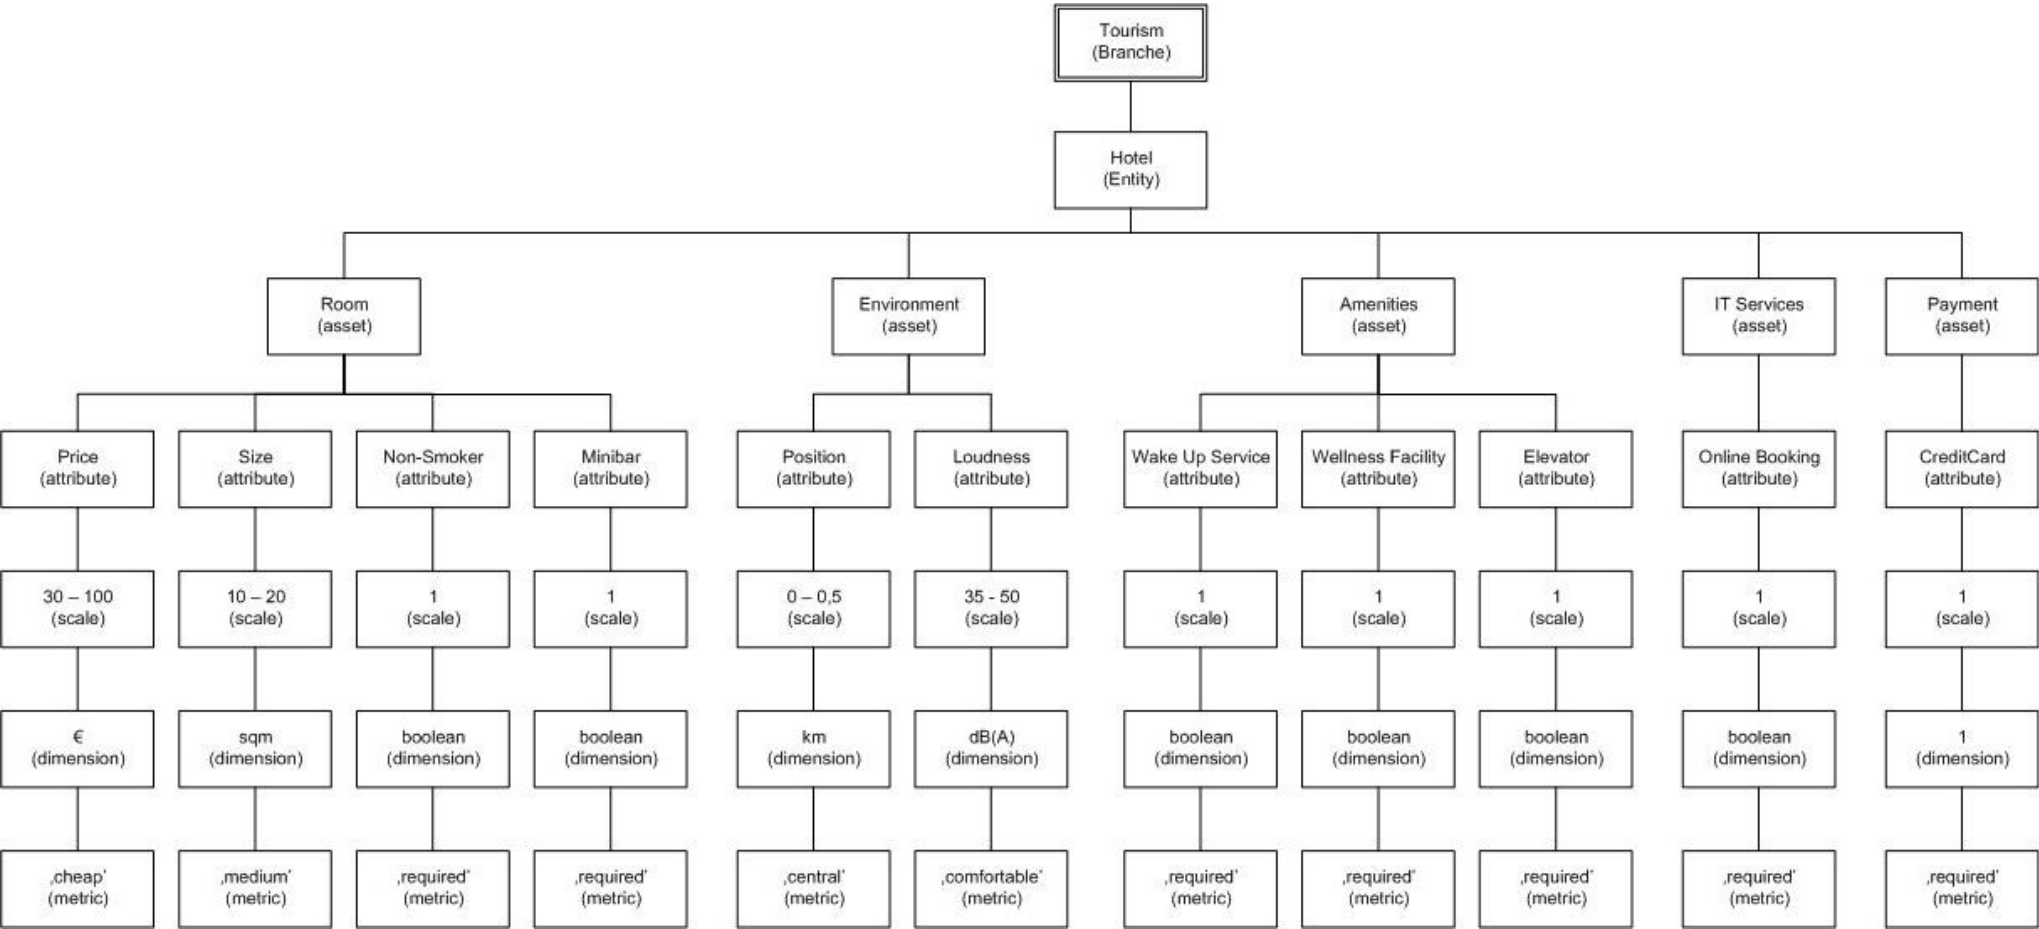 Tourism
(Branche)
Hotel
(Entity)
Room
(asset)
Environment
(asset)
Amenities
(asset)
IT Services
(asset)
Payment
(asset)
Price
(attribute)
Size
(attribute)
Non-Smoker
(attribute)
Minibar
(attribute)
Position
(attribute)
Loudness
(attribute)
Wake Up Service
(attribute)
Wellness Facility
(attribute)
Elevator
(attribute)
Online Booking
(attribute)
CreditCard
(attribute)
30 – 100
(scale)
10 – 20
(scale)
1
(scale)
1
(scale)
0 – 0,5
(scale)
35 - 50
(scale)
1
(scale)
1
(scale)
1
(scale)
1
(scale)
1
(scale)
€
(dimension)
sqm
(dimension)
boolean
(dimension)
boolean
(dimension)
km
(dimension)
dB(A)
(dimension)
boolean
(dimension)
boolean
(dimension)
boolean
(dimension)
boolean
(dimension)
1
(dimension)
‚cheap’
(metric)
‚medium’
(metric)
‚required’
(metric)
‚required’
(metric)
‚central’
(metric)
‚comfortable’
(metric)
‚required’
(metric)
‚required’
(metric)
‚required’
(metric)
‚required’
(metric)
‚required’
(metric)